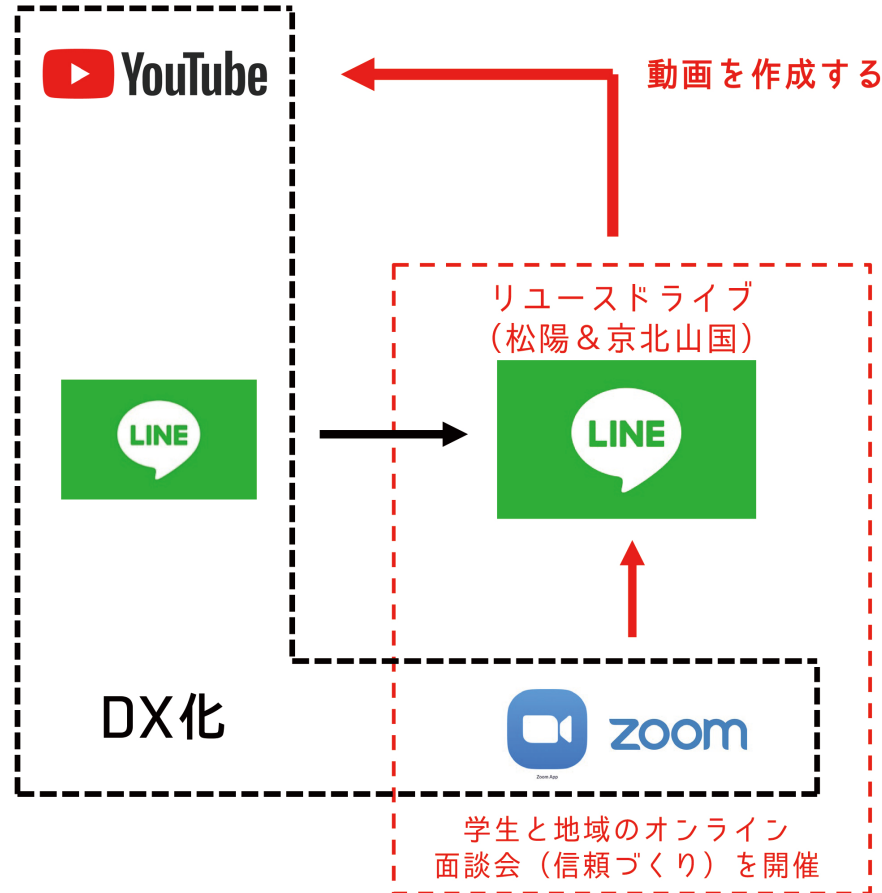 YouTube
動画を作成する
リユースドライブ
(松陽&京北山国)
LINE
LINE
DX化
zoom
Zoom App
学生と地域のオンライン
面談会(信頼づくり)を開催